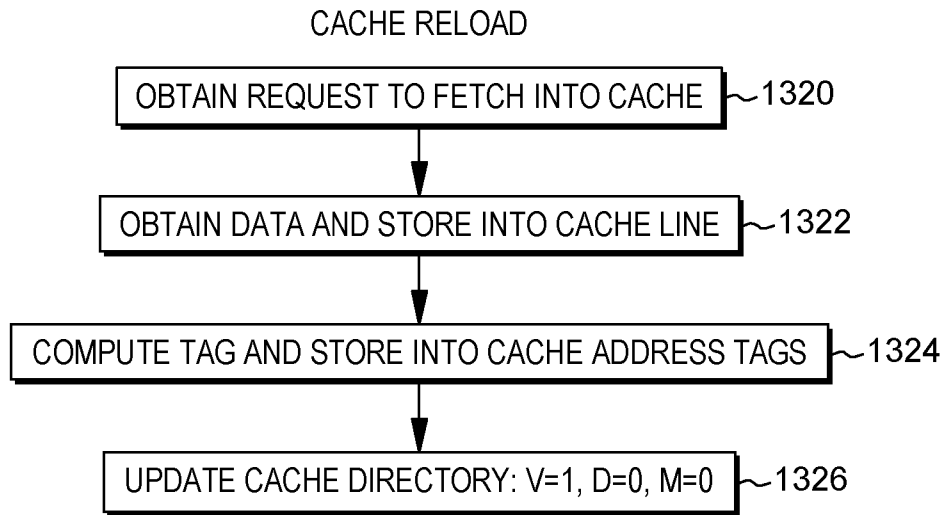 CACHE RELOAD
OBTAIN REQUEST TO FETCH INTO CACHE 1320
OBTAIN DATA AND STORE INTO CACHE LINE 1322
COMPUTE TAG AND STORE INTO CACHE ADDRESS TAGS 1324
UPDATE CACHE DIRECTORY: V=1, D=0, M=0 1326